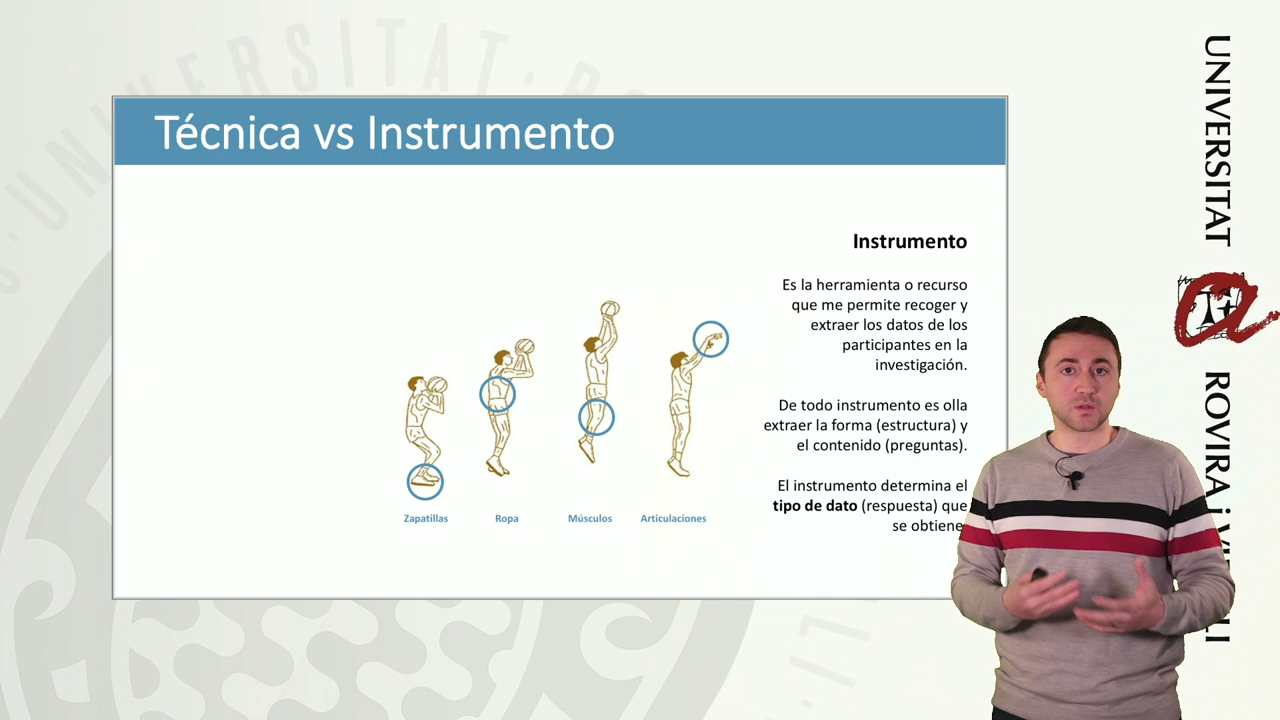 Técnica vs Instrumento
Instrumento
Es la herramienta o recurso
que me permite recoger y
extraer los datos de los
participantes en la
investigación.
De todo instrumento es olla
extraer la forma (estructura) y
el contenido (preguntas).
El instrumento determina el
tipo de dato (respuesta) que
se obtiene
Zapatillas
Ropa
Músculos
Articulaciones
UNIVERSITAT
ROVIRA i
UNIVERSITAT